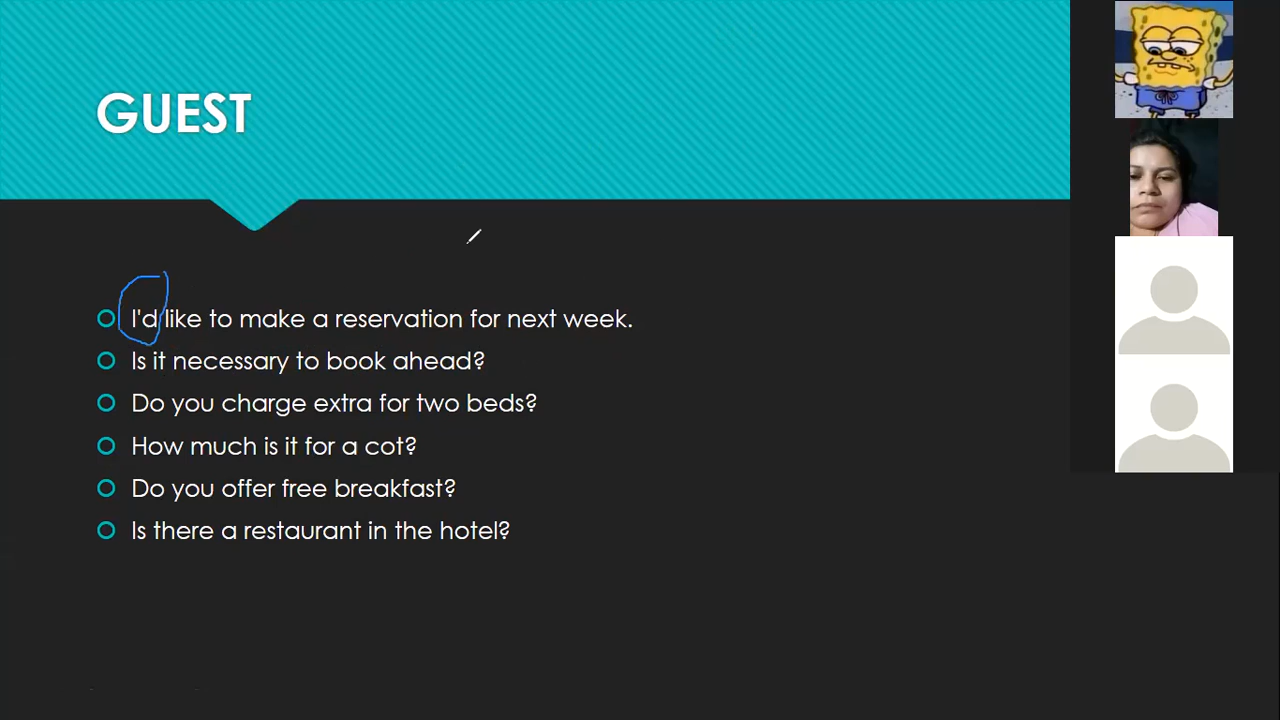 GUEST
I'd like to make a reservation for next week.
Is it necessary to book ahead?
Do you charge extra for two beds?
How much is it for a cot?
Do you offer free breakfast?
Is there a restaurant in the hotel?